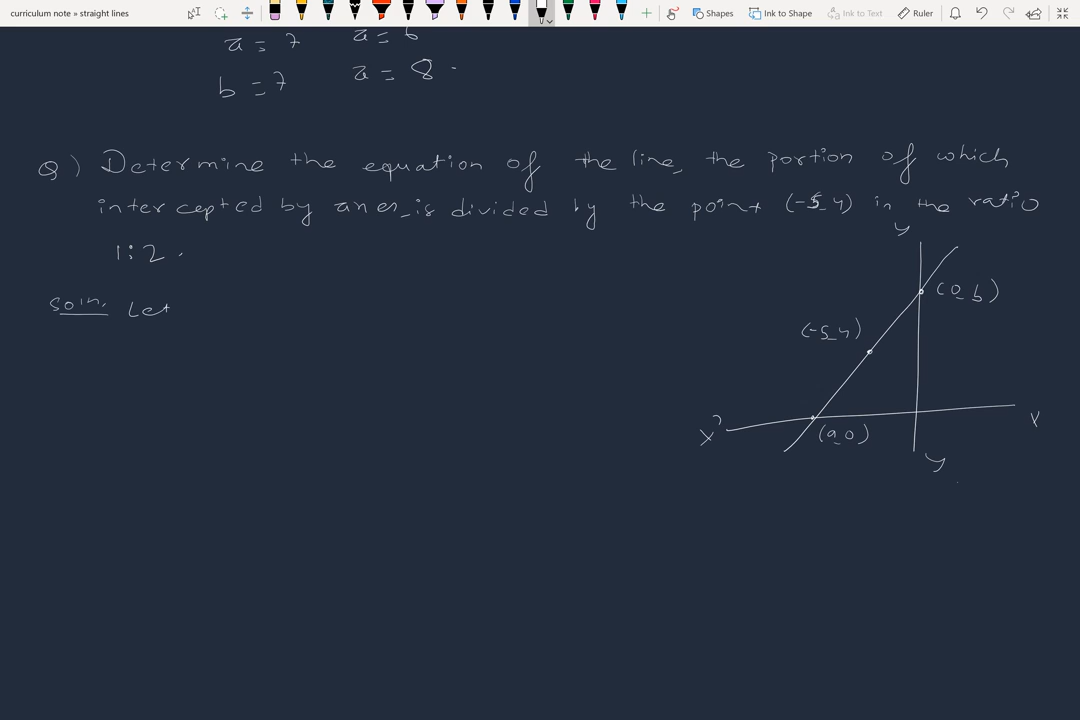 curriculum note » straight lines
Shapes
Ink to Shape
Ink to Text
Ruler
a = 7 a = 6
b = 7 a = 8 .
Q) Determine the equation of the line, the portion of which
intercepted by axes, is divided by the point (-5, 4) in the ratio
1:2 .
Soln. Let
y
(0, b)
(-5, 4)
X'
(a, 0)
X
y